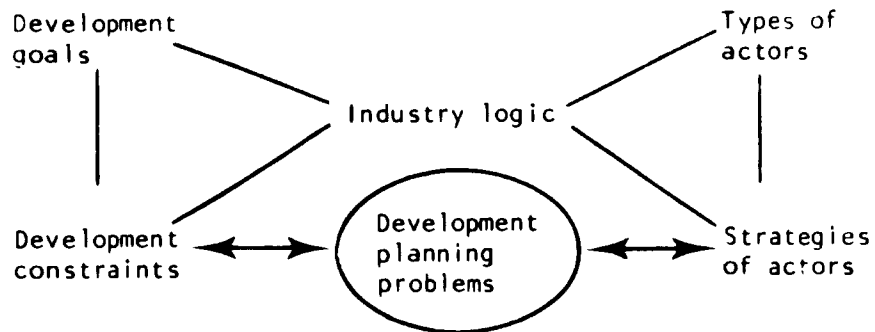 Development
goals
Types of
actors
Industry logic
Development
constraints
Development
planning
problems
Strategies
of actors